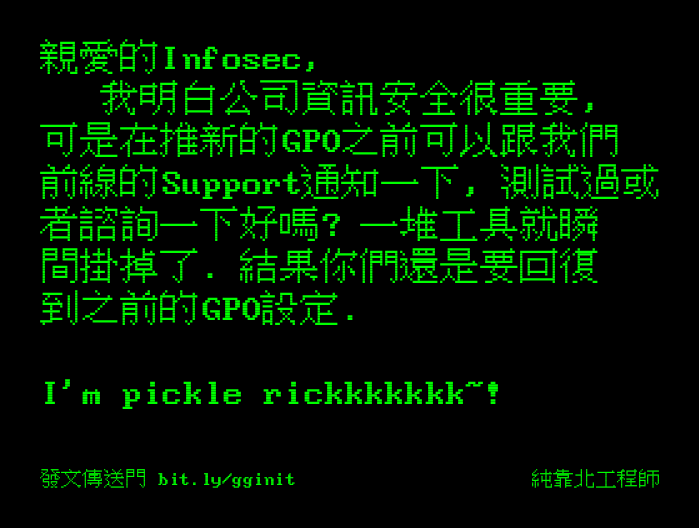 親愛的Infosec,
我明白公司資訊安全很重要,
可是在推新的GPO之前可以跟我們
前線的Support通知一下, 測試過或
者諮詢一下好嗎? 一堆工具就瞬
間掛掉了. 結果你們還是要回復
到之前的GPO設定.
I'm pickle rickkkkkkk~!
發文傳送門 bit.ly/gginit
純靠北工程師